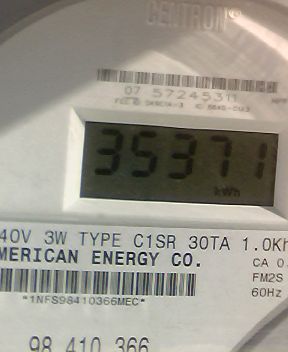 CENTRON®
07 57245311
35371
kWh
40V 3W TYPE C1SR 30TA 1.0Kh
MERICAN ENERGY CO.
CA 0.
FM2S
60Hz
*1NFS98410366MEC*
98 410 366